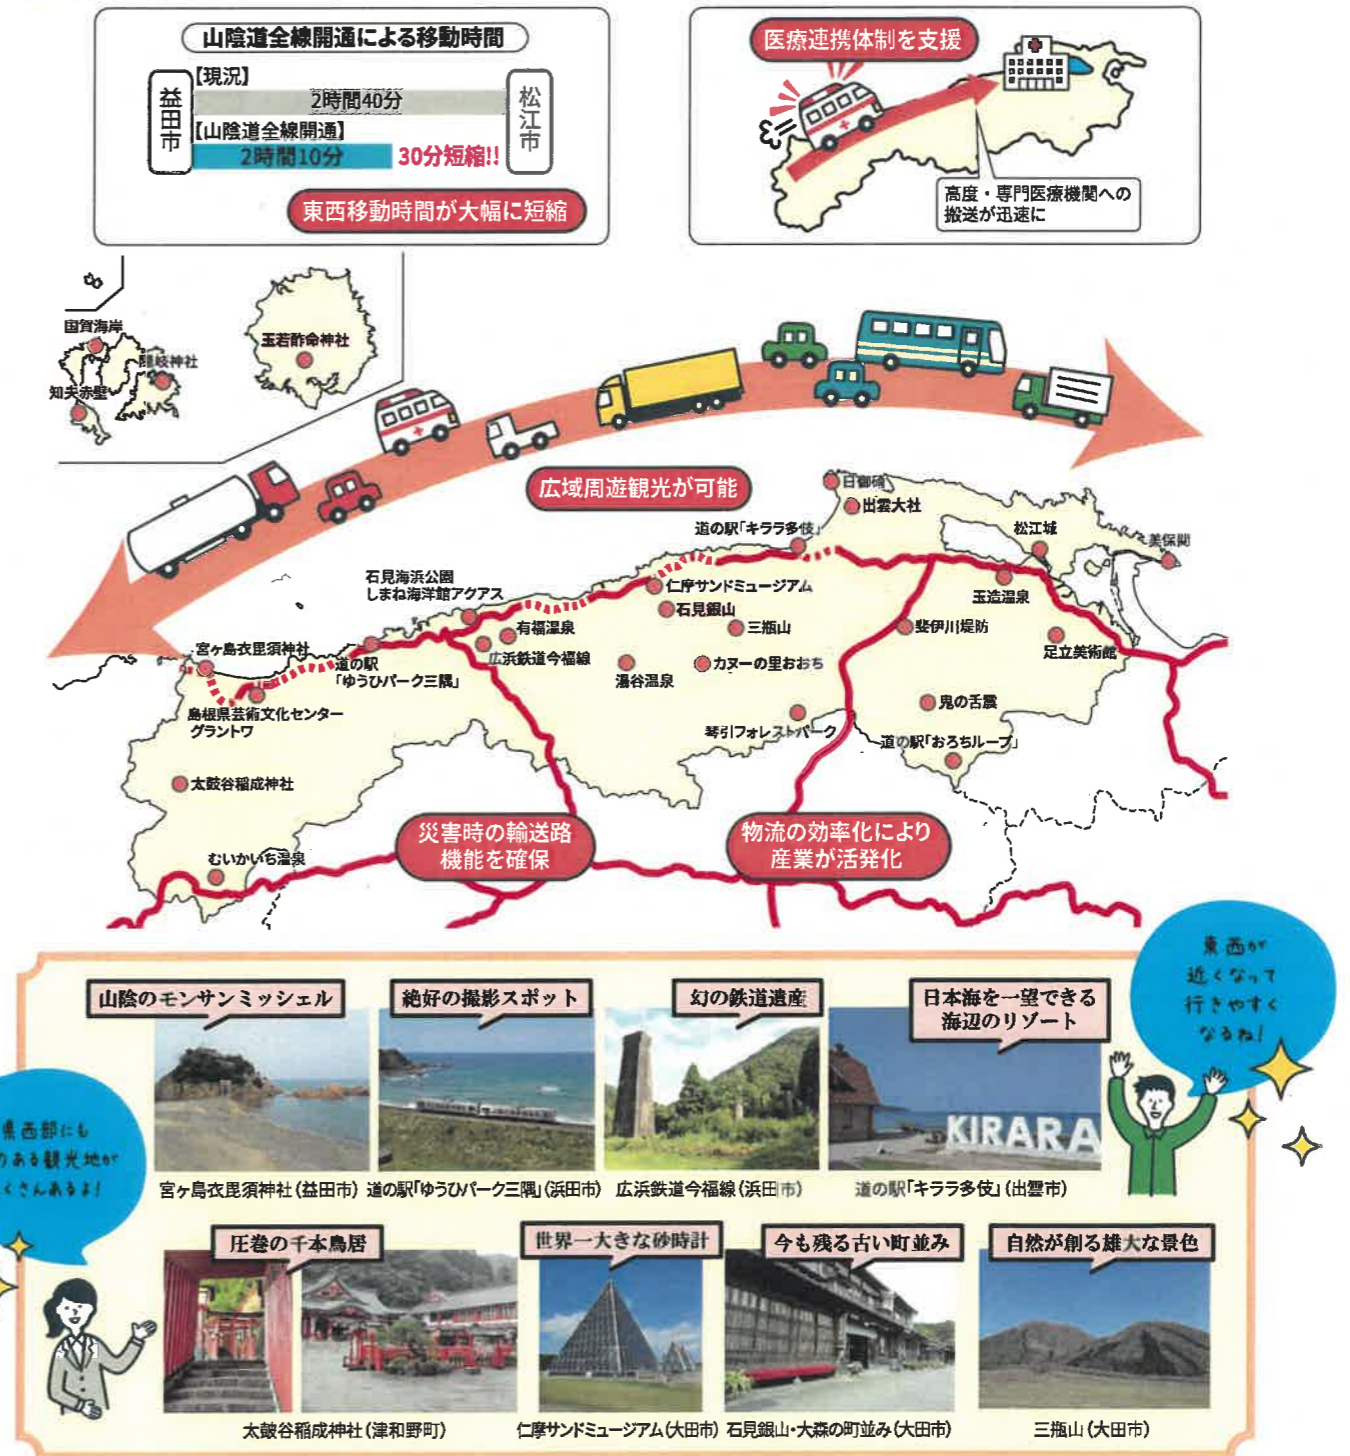 山陰道全線開通による移動時間
益田市
【現況】
2時間40分
【山陰道全線開通】
2時間10分
30分短縮!!
松江市
東西移動時間が大幅に短縮
医療連携体制を支援
高度・専門医療機関への
搬送が迅速に
国賀海岸
隠岐神社
知夫赤壁
玉若酢命神社
広域周遊観光が可能
日御碕
出雲大社
道の駅「キララ多伎」
松江城
美保関
石見海浜公園
しまね海洋館アクアス
仁摩サンドミュージアム
石見銀山
玉造温泉
有福温泉
三瓶山
斐伊川堤防
宮ヶ島衣毘須神社
広浜鉄道今福線
カヌーの里おおち
足立美術館
道の駅
「ゆうひパーク三隅」
湯谷温泉
島根県芸術文化センター
グラントワ
鬼の舌震
琴引フォレストパーク
道の駅「おろちループ」
太鼓谷稲成神社
災害時の輸送路
機能を確保
物流の効率化により
産業が活発化
むいかいち温泉
東西が
近くなって
行きやすく
なるね!
山陰のモンサンミッシェル
絶好の撮影スポット
幻の鉄道遺産
日本海を一望できる
海辺のリゾート
KIRARA
県西部にも
のある観光地が
くさんあるよ!
宮ヶ島衣毘須神社(益田市)
道の駅「ゆうひパーク三隅」(浜田市)
広浜鉄道今福線(浜田市)
道の駅「キララ多伎」(出雲市)
圧巻の千本鳥居
世界一大きな砂時計
今も残る古い町並み
自然が創る雄大な景色
太鼓谷稲成神社(津和野町)
仁摩サンドミュージアム(大田市)
石見銀山・大森の町並み(大田市)
三瓶山(大田市)